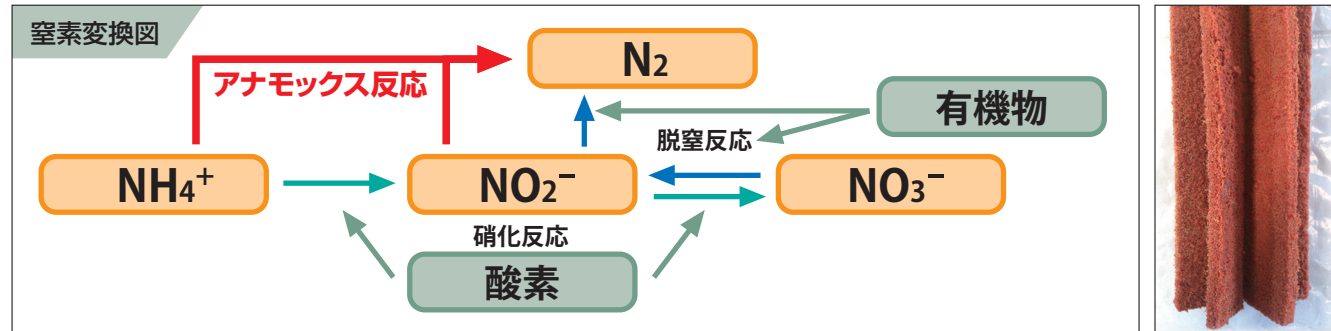 窒素変換図
N₂
アナモックス反応
有機物
脱窒反応
NH₄⁺
NO₂⁻
NO₃⁻
硝化反応
酸素